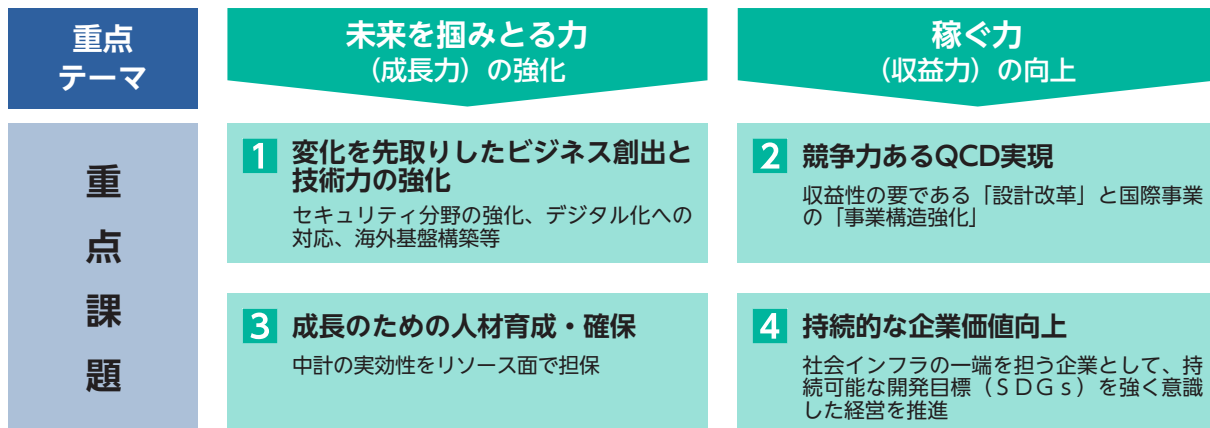 重点
テーマ
未来を掴みとる力
（成長力）の強化
稼ぐ力
（収益力）の向上
重
点
課
題
1 変化を先取りしたビジネス創出と
技術力の強化
セキュリティ分野の強化、デジタル化への
対応、海外基盤構築等
2 競争力あるQCD実現
収益性の要である「設計改革」と国際事業
の「事業構造強化」
3 成長のための人材育成・確保
中計の実効性をリソース面で担保
4 持続的な企業価値向上
社会インフラの一端を担う企業として、持
続可能な開発目標（ＳＤＧｓ）を強く意識
した経営を推進